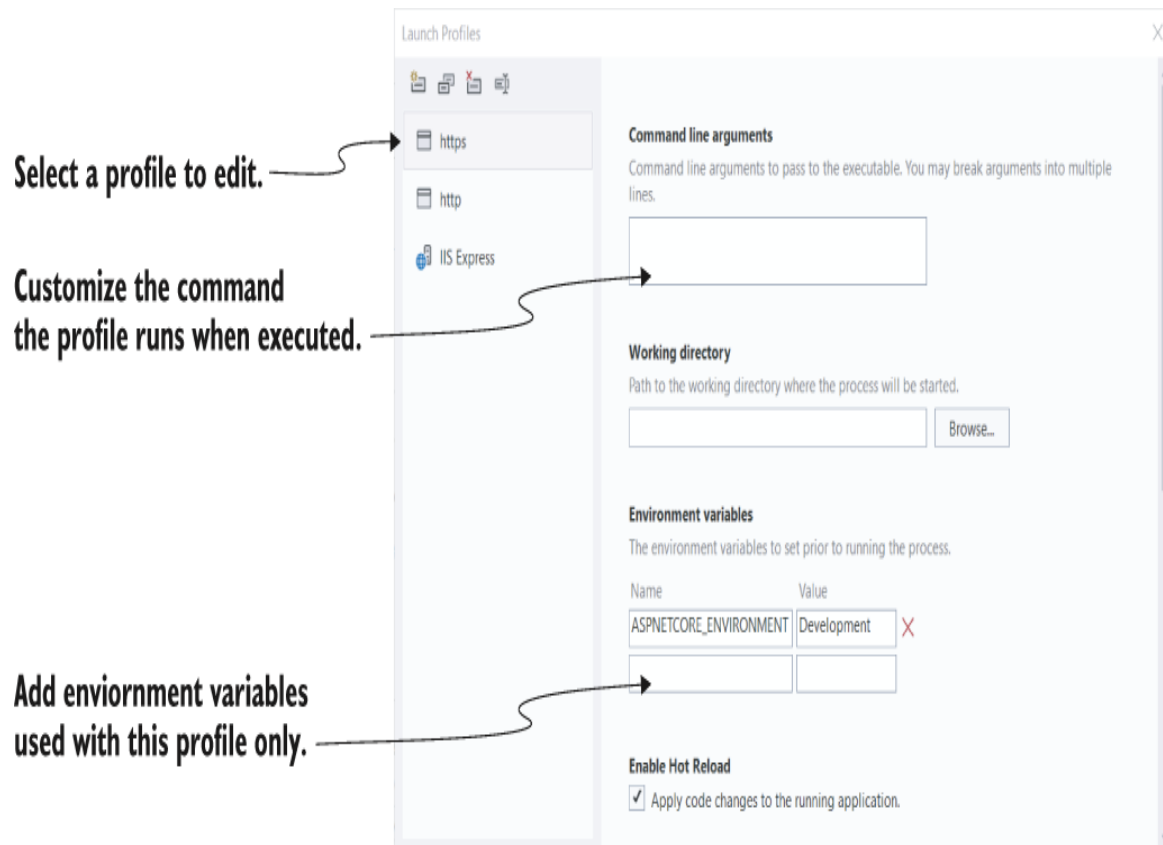 Launch Profiles
https
http
IIS Express
Select a profile to edit.
Customize the command
the profile runs when executed.
Add enviornment variables
used with this profile only.
Command line arguments
Command line arguments to pass to the executable. You may break arguments into multiple
lines.
Working directory
Path to the working directory where the process will be started.
Browse...
Environment variables
The environment variables to set prior to running the process.
Name Value
ASPNETCORE_ENVIRONMENT Development
Enable Hot Reload
Apply code changes to the running application.